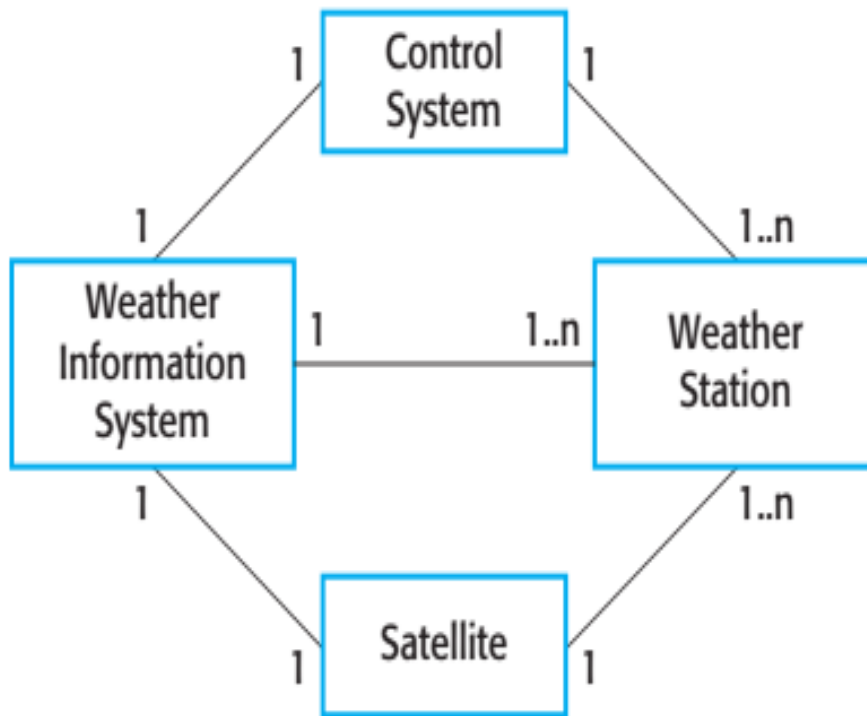 Control
System
1
1
1
1..n
Weather
Information
System
1
1..n
Weather
Station
1
1..n
Satellite
1
1